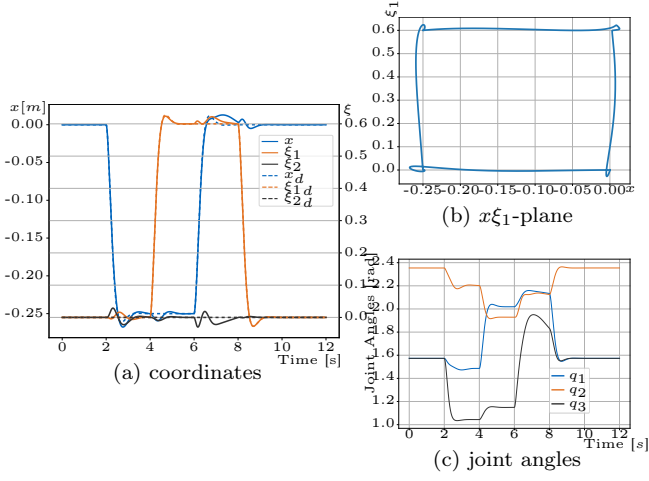 x[m]
ξ
0.00
-0.05
-0.10
-0.15
-0.20
-0.25
0.6
0.5
0.4
0.3
0.2
0.1
0.0
x
ξ1
ξ2
xd
ξ1d
ξ2d
0 2 4 6 8 10 12
Time [s]
(a) coordinates
ξ1
0.6
0.5
0.4
0.3
0.2
0.1
0.0
-0.25 -0.20 -0.15 -0.10 -0.05 0.00
x
(b) xξ1-plane
Joint Angles [rad]
2.4
2.2
2.0
1.8
1.6
1.4
1.2
1.0
q1
q2
q3
0 2 4 6 8 10 12
Time [s]
(c) joint angles